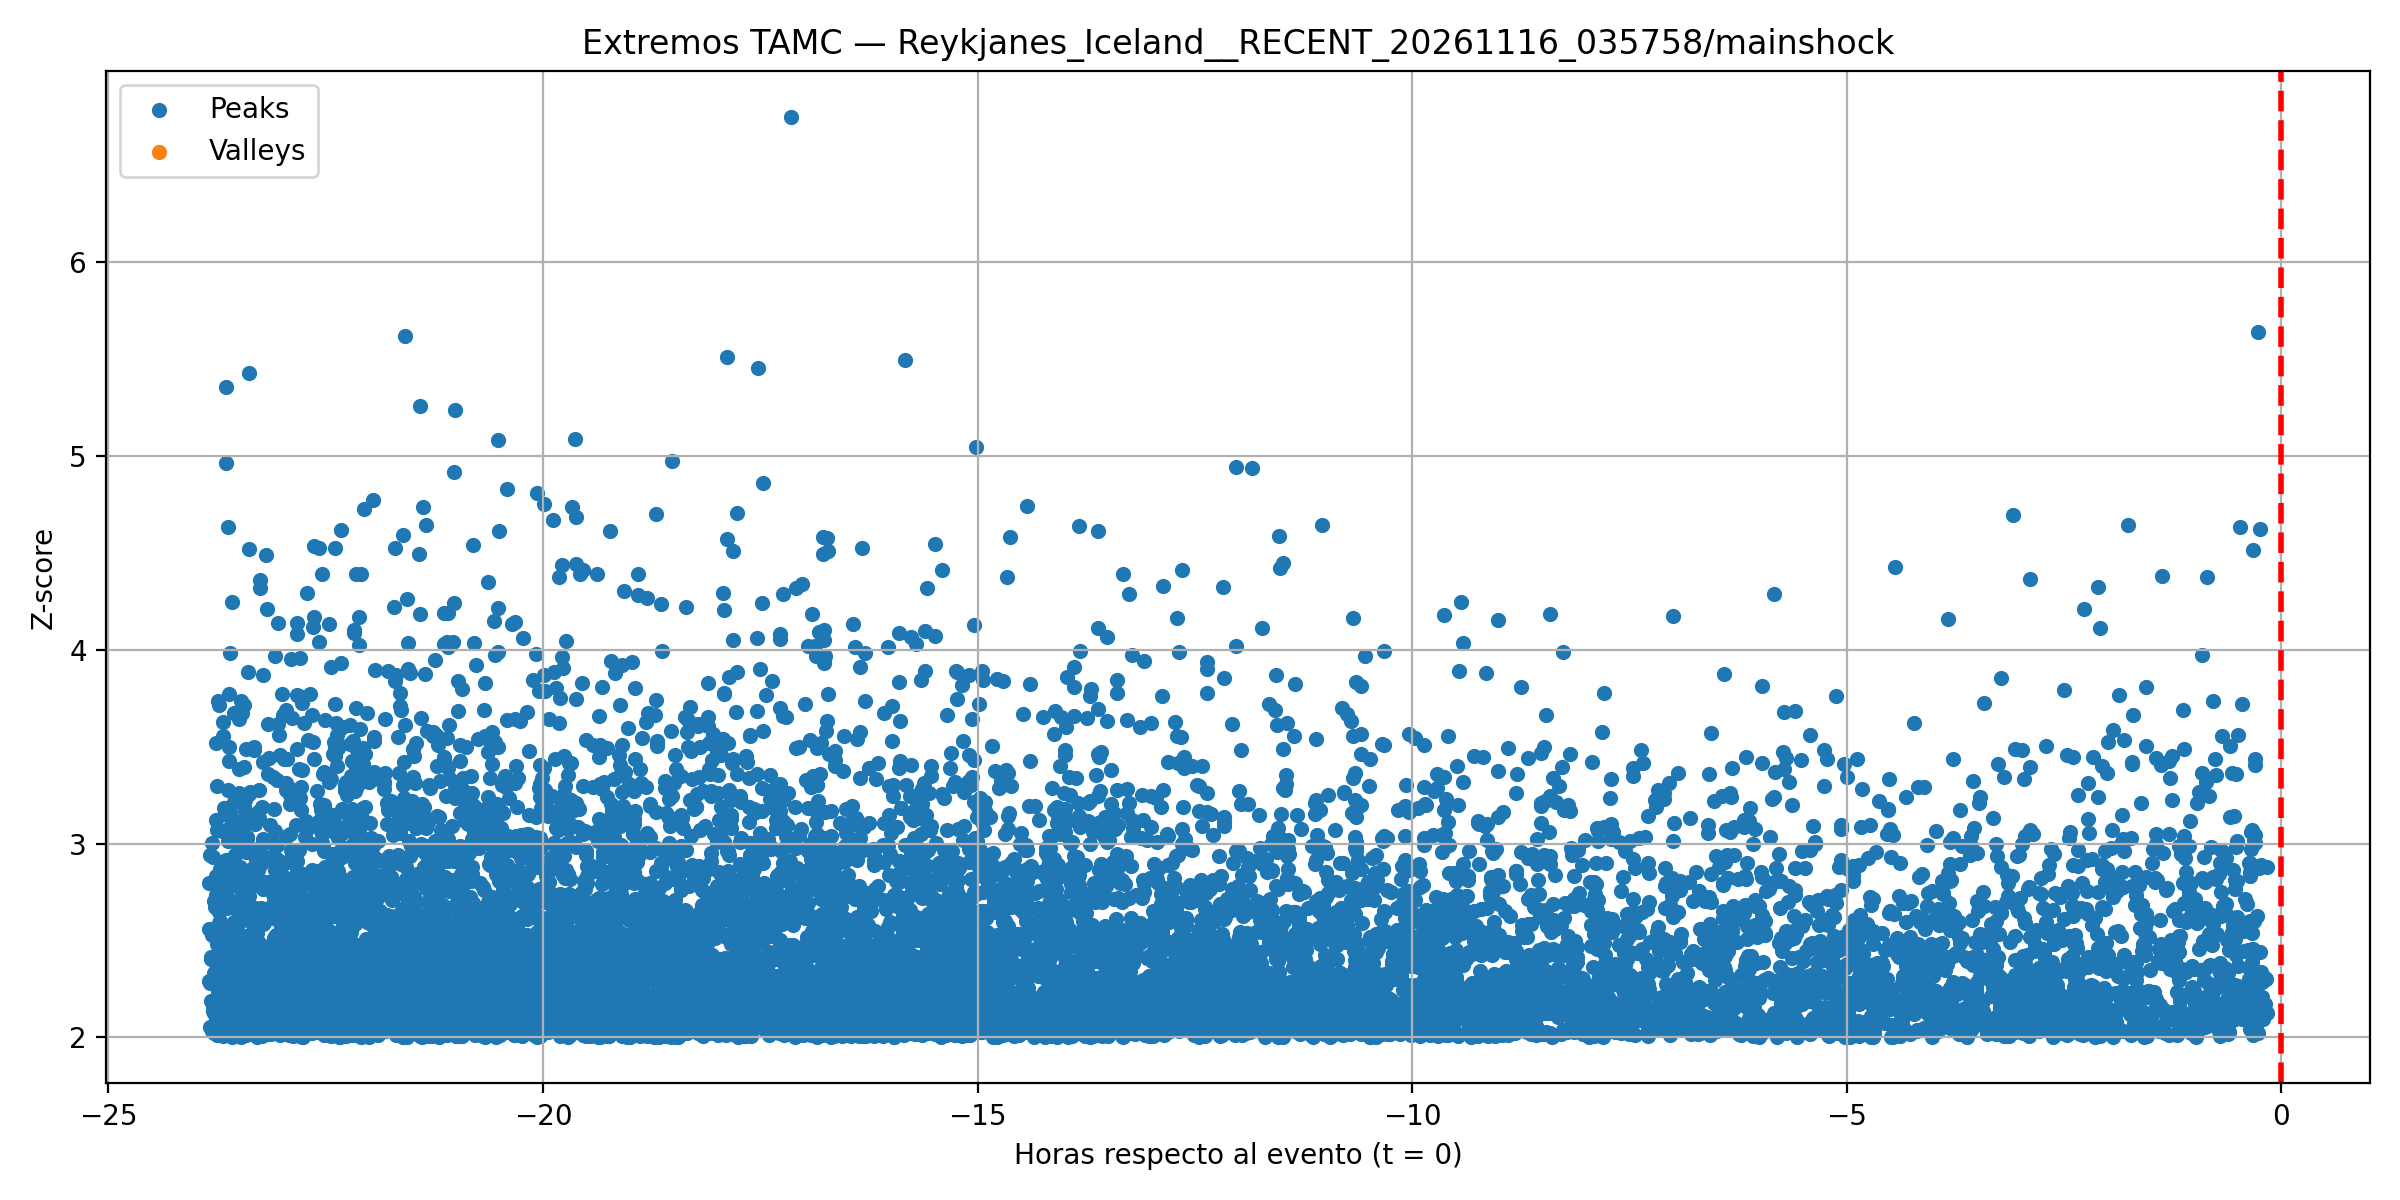 Extremos TAMC — Reykjanes_Iceland__RECENT_20261116_035758/mainshock
Peaks
Valleys
6
5
4
3
2
Z-score
−25
−20
−15
−10
−5
0
Horas respecto al evento (t = 0)